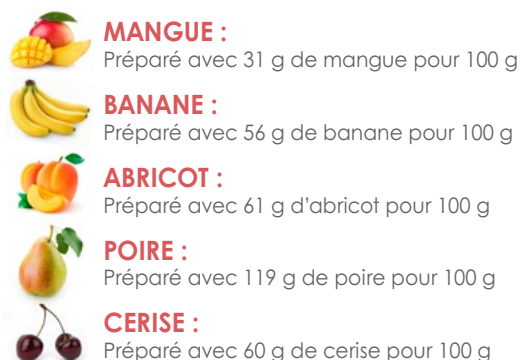 MANGUE :
Préparé avec 31 g de mangue pour 100 g
BANANE :
Préparé avec 56 g de banane pour 100 g
ABRICOT :
Préparé avec 61 g d’abricot pour 100 g
POIRE :
Préparé avec 119 g de poire pour 100 g
CERISE :
Préparé avec 60 g de cerise pour 100 g